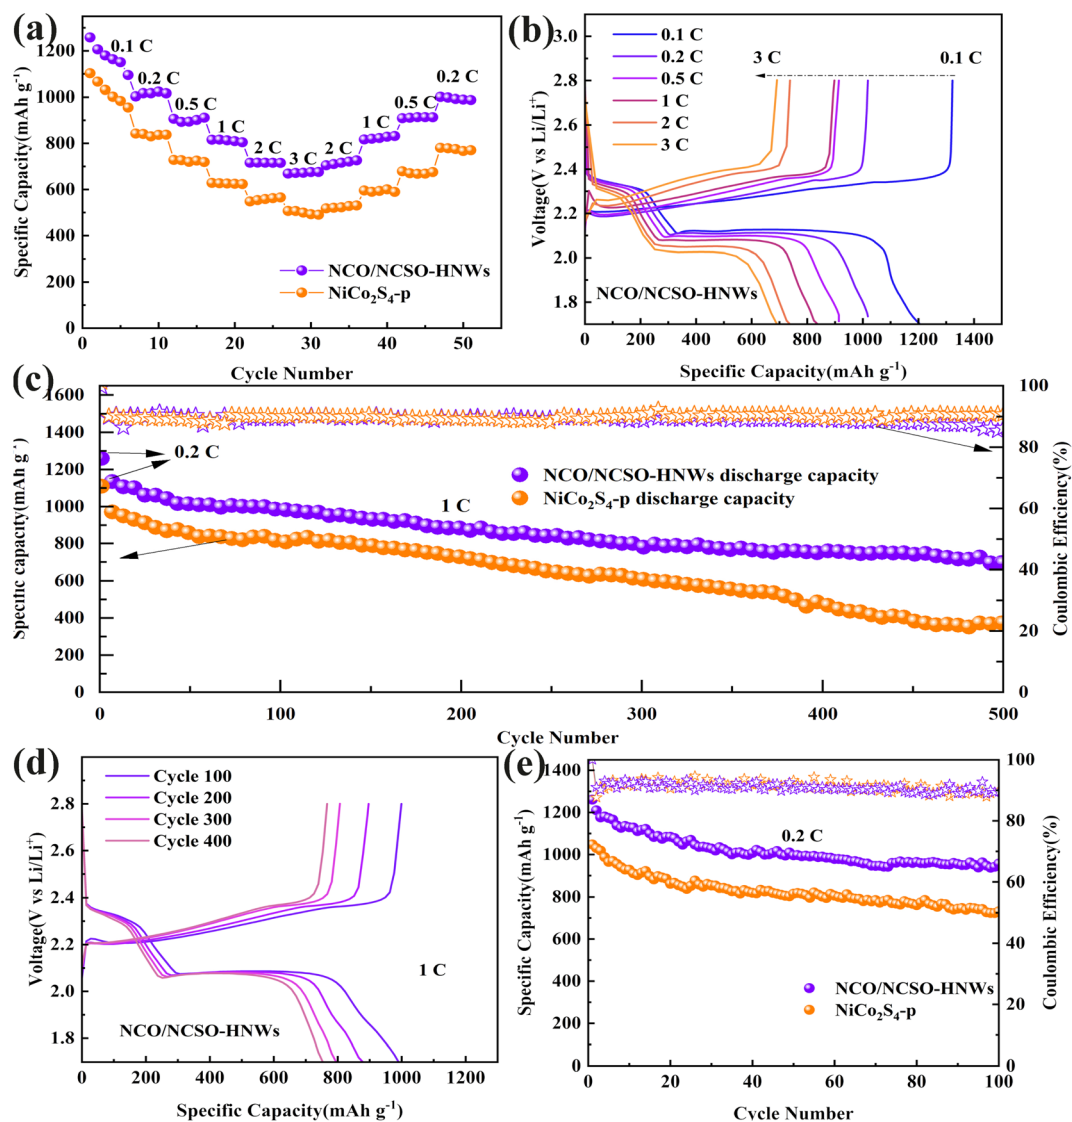 (a)
1200
1000
800
600
400
200
0
0.1 C
0.2 C
0.5 C
1 C
2 C
3 C
2 C
1 C
0.5 C
0.2 C
NCO/NCSO-HNWs
NiCo₂S₄-p
0 10 20 30 40 50
Cycle Number
Specific Capacity(mAh g⁻¹)
(b)
3.0
2.8
2.6
2.4
2.2
2.0
1.8
0.1 C
0.2 C
0.5 C
1 C
2 C
3 C
3 C
0.1 C
NCO/NCSO-HNWs
0 200 400 600 800 1000 1200 1400
Specific Capacity(mAh g⁻¹)
Voltage(V vs Li/Li⁺)
(c)
1600
1400
1200
1000
800
600
400
200
0
0.2 C
NCO/NCSO-HNWs discharge capacity
NiCo₂S₄-p discharge capacity
1 C
100
80
60
40
20
0
0 100 200 300 400 500
Cycle Number
Specific capacity(mAh g⁻¹)
Coulombic Efficiency(%)
(d)
2.8
2.6
2.4
2.2
2.0
1.8
Cycle 100
Cycle 200
Cycle 300
Cycle 400
1 C
NCO/NCSO-HNWs
0 200 400 600 800 1000 1200
Specific Capacity(mAh g⁻¹)
Voltage(V vs Li/Li⁺)
(e)
1400
1200
1000
800
600
400
200
0
0.2 C
NCO/NCSO-HNWs
NiCo₂S₄-p
100
80
60
40
20
0
0 20 40 60 80 100
Cycle Number
Specific Capacity(mAh g⁻¹)
Coulombic Efficiency(%)